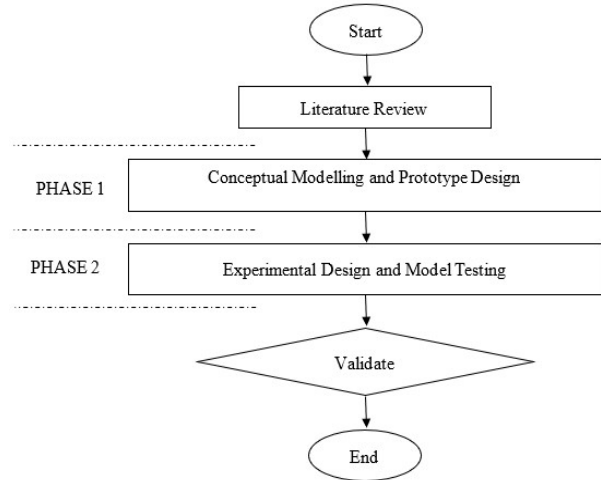 Start
Literature Review
PHASE 1
Conceptual Modelling and Prototype Design
PHASE 2
Experimental Design and Model Testing
Validate
End